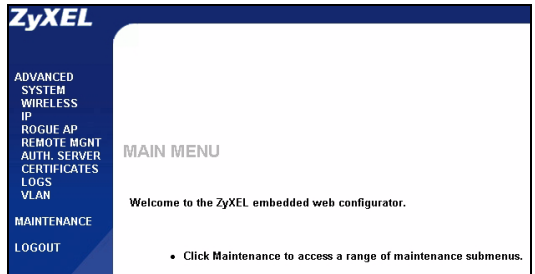 ZyXEL
ADVANCED
SYSTEM
WIRELESS
IP
ROGUE AP
REMOTE MGNT
AUTH. SERVER
CERTIFICATES
LOGS
VLAN
MAINTENANCE
LOGOUT
MAIN MENU
Welcome to the ZyXEL embedded web configurator.
• Click Maintenance to access a range of maintenance submenus.